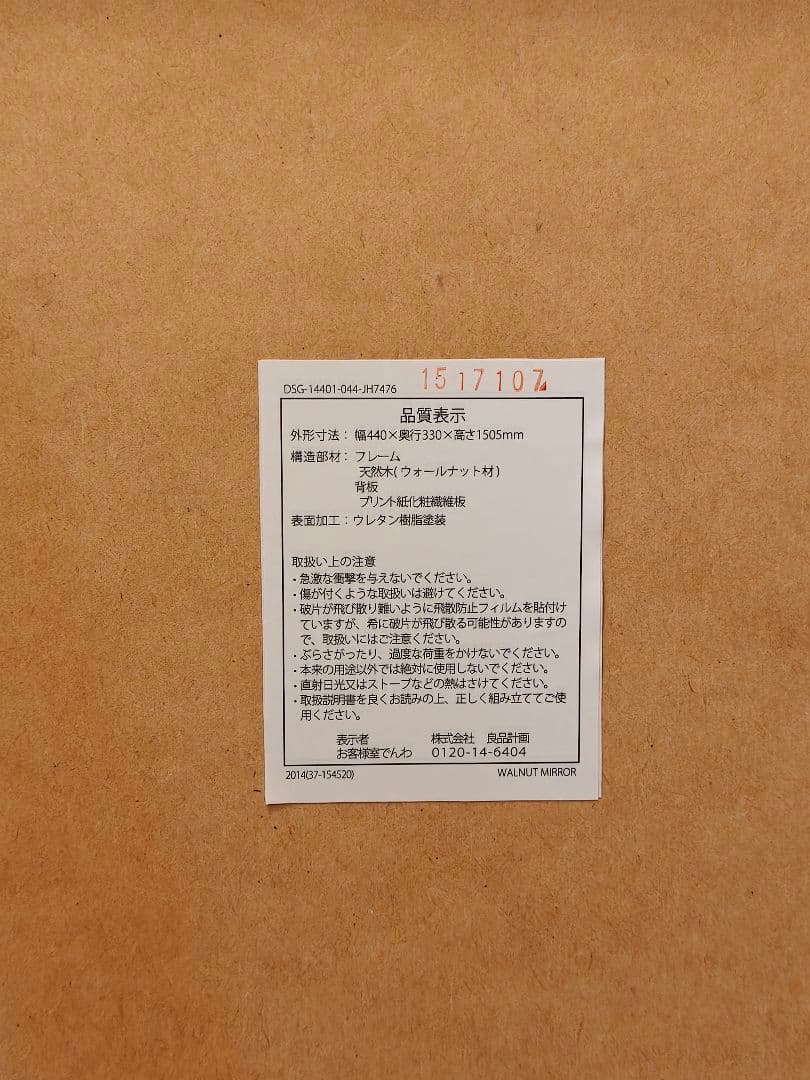 DSG-14401-044-JH7476 1517107
品質表示
外形寸法： 幅440×奥行330×高さ1505mm
構造部材： フレーム
天然木(ウォールナット材)
背板
プリント紙化粧繊維板
表面加工：ウレタン樹脂塗装
取扱い上の注意
・急激な衝撃を与えないでください。
・傷が付くような取扱いは避けてください。
・破片が飛び散り難いように飛散防止フィルムを貼付け
ていますが、希に破片が飛び散る可能性がありますの
で、取扱いにはご注意ください。
・ぶらさがったり、過度な荷重をかけないでください。
・本来の用途以外では絶対に使用しないでください。
・直射日光又はストーブなどの熱はさけてください。
・取扱説明書を良くお読みの上、正しく組み立ててご使
用ください。
表示者 株式会社 良品計画
お客様室でんわ 0120-14-6404
2014(37-154520) WALNUT MIRROR